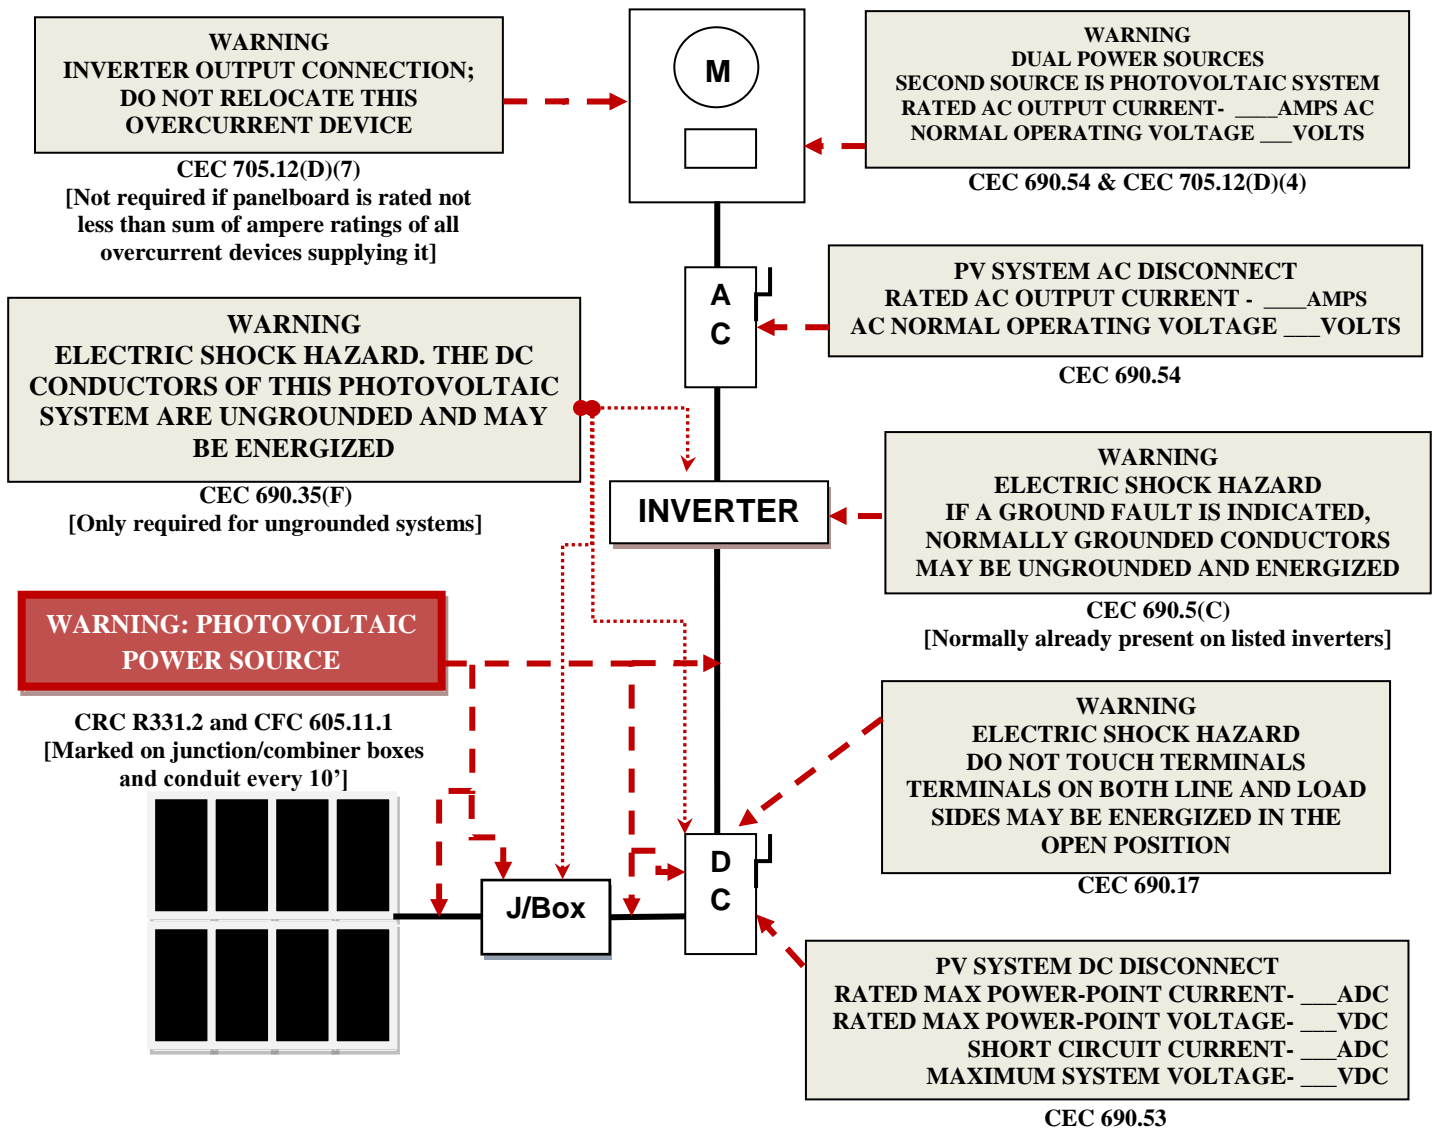 WARNING
INVERTER OUTPUT CONNECTION;
DO NOT RELOCATE THIS
OVERCURRENT DEVICE
CEC 705.12(D)(7)
[Not required if panelboard is rated not
less than sum of ampere ratings of all
overcurrent devices supplying it]
M
WARNING
DUAL POWER SOURCES
SECOND SOURCE IS PHOTOVOLTAIC SYSTEM
RATED AC OUTPUT CURRENT- ____AMPS AC
NORMAL OPERATING VOLTAGE ___VOLTS
CEC 690.54 & CEC 705.12(D)(4)
A
C
PV SYSTEM AC DISCONNECT
RATED AC OUTPUT CURRENT - ____AMPS
AC NORMAL OPERATING VOLTAGE ___VOLTS
CEC 690.54
WARNING
ELECTRIC SHOCK HAZARD. THE DC
CONDUCTORS OF THIS PHOTOVOLTAIC
SYSTEM ARE UNGROUNDED AND MAY
BE ENERGIZED
CEC 690.35(F)
[Only required for ungrounded systems]
INVERTER
WARNING
ELECTRIC SHOCK HAZARD
IF A GROUND FAULT IS INDICATED,
NORMALLY GROUNDED CONDUCTORS
MAY BE UNGROUNDED AND ENERGIZED
CEC 690.5(C)
[Normally already present on listed inverters]
WARNING: PHOTOVOLTAIC
POWER SOURCE
CRC R331.2 and CFC 605.11.1
[Marked on junction/combiner boxes
and conduit every 10’]
WARNING
ELECTRIC SHOCK HAZARD
DO NOT TOUCH TERMINALS
TERMINALS ON BOTH LINE AND LOAD
SIDES MAY BE ENERGIZED IN THE
OPEN POSITION
CEC 690.17
J/Box
D
C
PV SYSTEM DC DISCONNECT
RATED MAX POWER-POINT CURRENT- ___ADC
RATED MAX POWER-POINT VOLTAGE- ___VDC
SHORT CIRCUIT CURRENT- ___ADC
MAXIMUM SYSTEM VOLTAGE- ___VDC
CEC 690.53